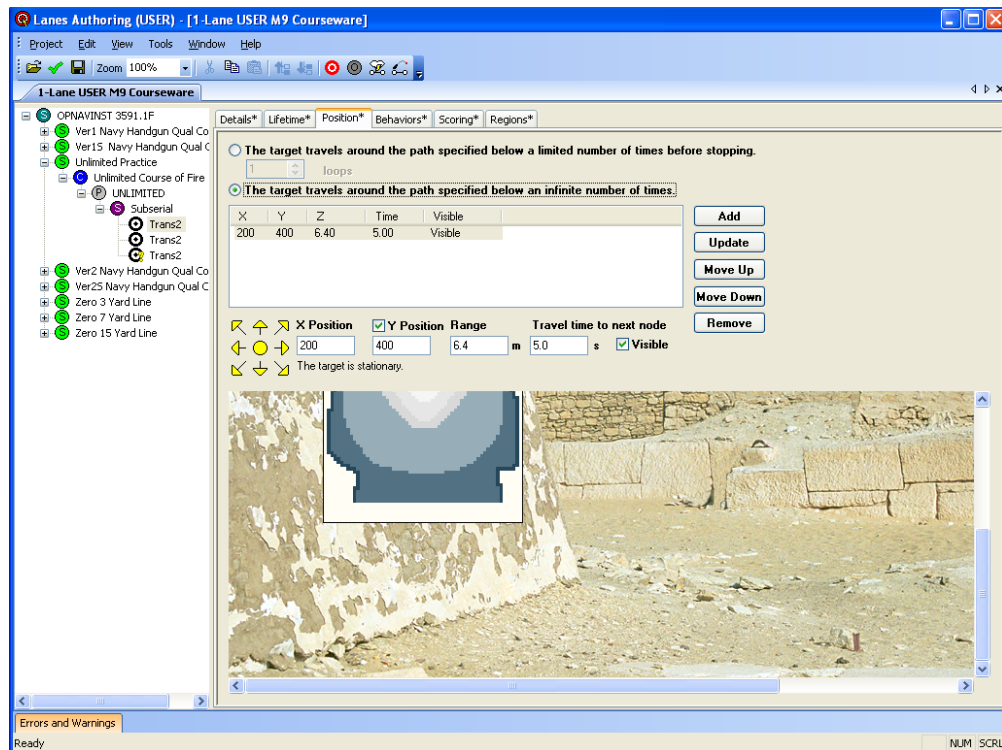 Lanes Authoring (USER) - [1-Lane USER M9 Courseware]
Project Edit View Tools Window Help
Zoom 100%
1-Lane USER M9 Courseware
OPNAVINST 3591.1F
Ver1 Navy Handgun Qual Co
Ver1S Navy Handgun Qual C
Unlimited Practice
Unlimited Course of Fire
P UNLIMITED
S Subserial
Trans2
Trans2
Trans2
Ver2 Navy Handgun Qual Co
Ver2S Navy Handgun Qual C
Zero 3 Yard Line
Zero 7 Yard Line
Zero 15 Yard Line
Details* Lifetime* Position* Behaviors* Scoring* Regions*
The target travels around the path specified below a limited number of times before stopping.
1 loops
The target travels around the path specified below an infinite number of times.
X Y Z Time Visible
200 400 6.40 5.00 Visible
Add
Update
Move Up
Move Down
Remove
X Position Y Position Range Travel time to next node
200 400 6.4 m 5.0 s Visible
The target is stationary.
Errors and Warnings
Ready NUM SCRL